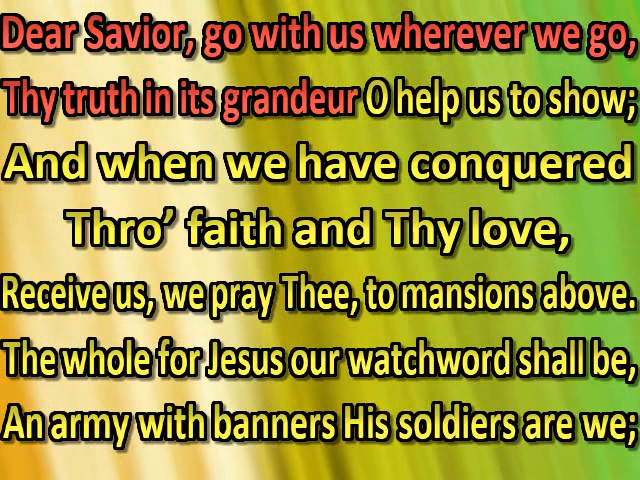 Dear Savior, go with us wherever we go,
Thy truth in its grandeur O help us to show;
And when we have conquered
Thro’ faith and Thy love,
Receive us, we pray Thee, to mansions above.
The whole for Jesus our watchword shall be,
An army with banners His soldiers are we;